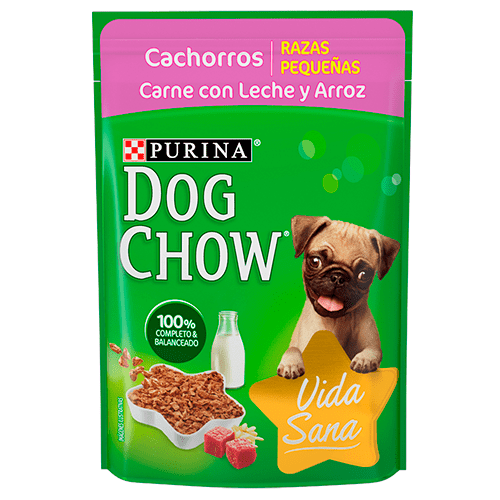 Cachorros
RAZAS
PEQUEÑAS
Carne con Leche y Arroz
PURINA®
DOG
CHOW®
100%
COMPLETO &
BALANCEADO
Vida
Sana